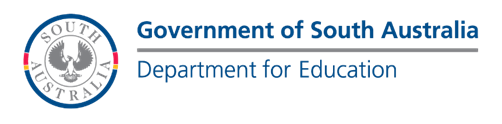 SOUTH
AUSTRALIA
Government of South Australia
Department for Education